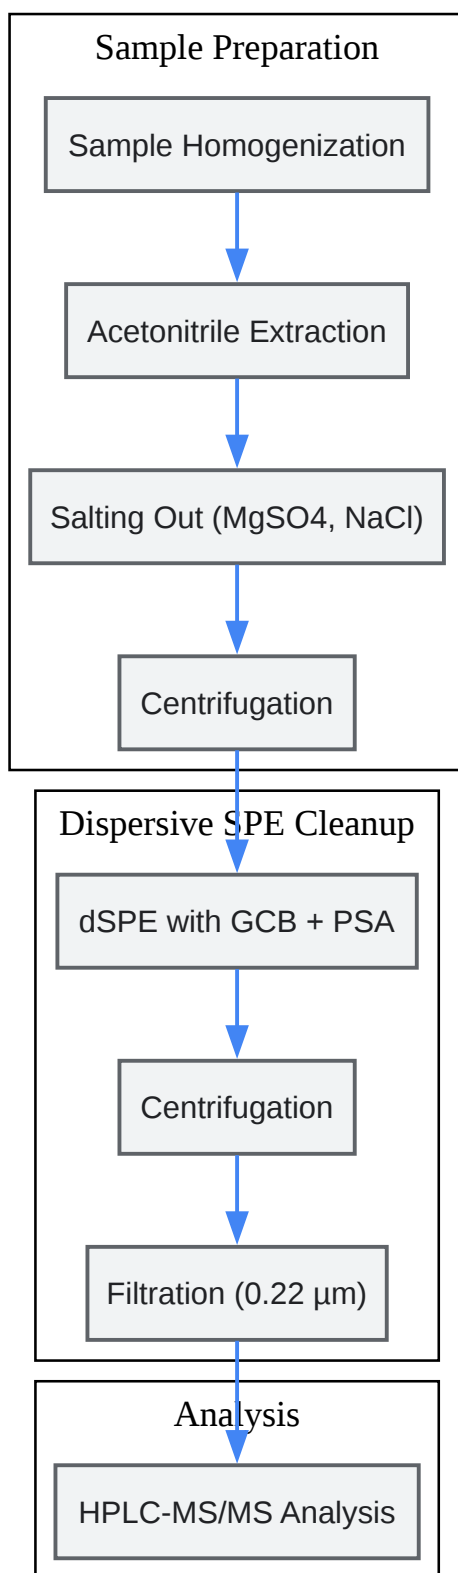 Sample Preparation
Sample Homogenization
Acetonitrile Extraction
Salting Out (MgSO4, NaCl)
Centrifugation
Dispersive SPE Cleanup
dSPE with GCB + PSA
Centrifugation
Filtration (0.22 µm)
Analysis
HPLC-MS/MS Analysis